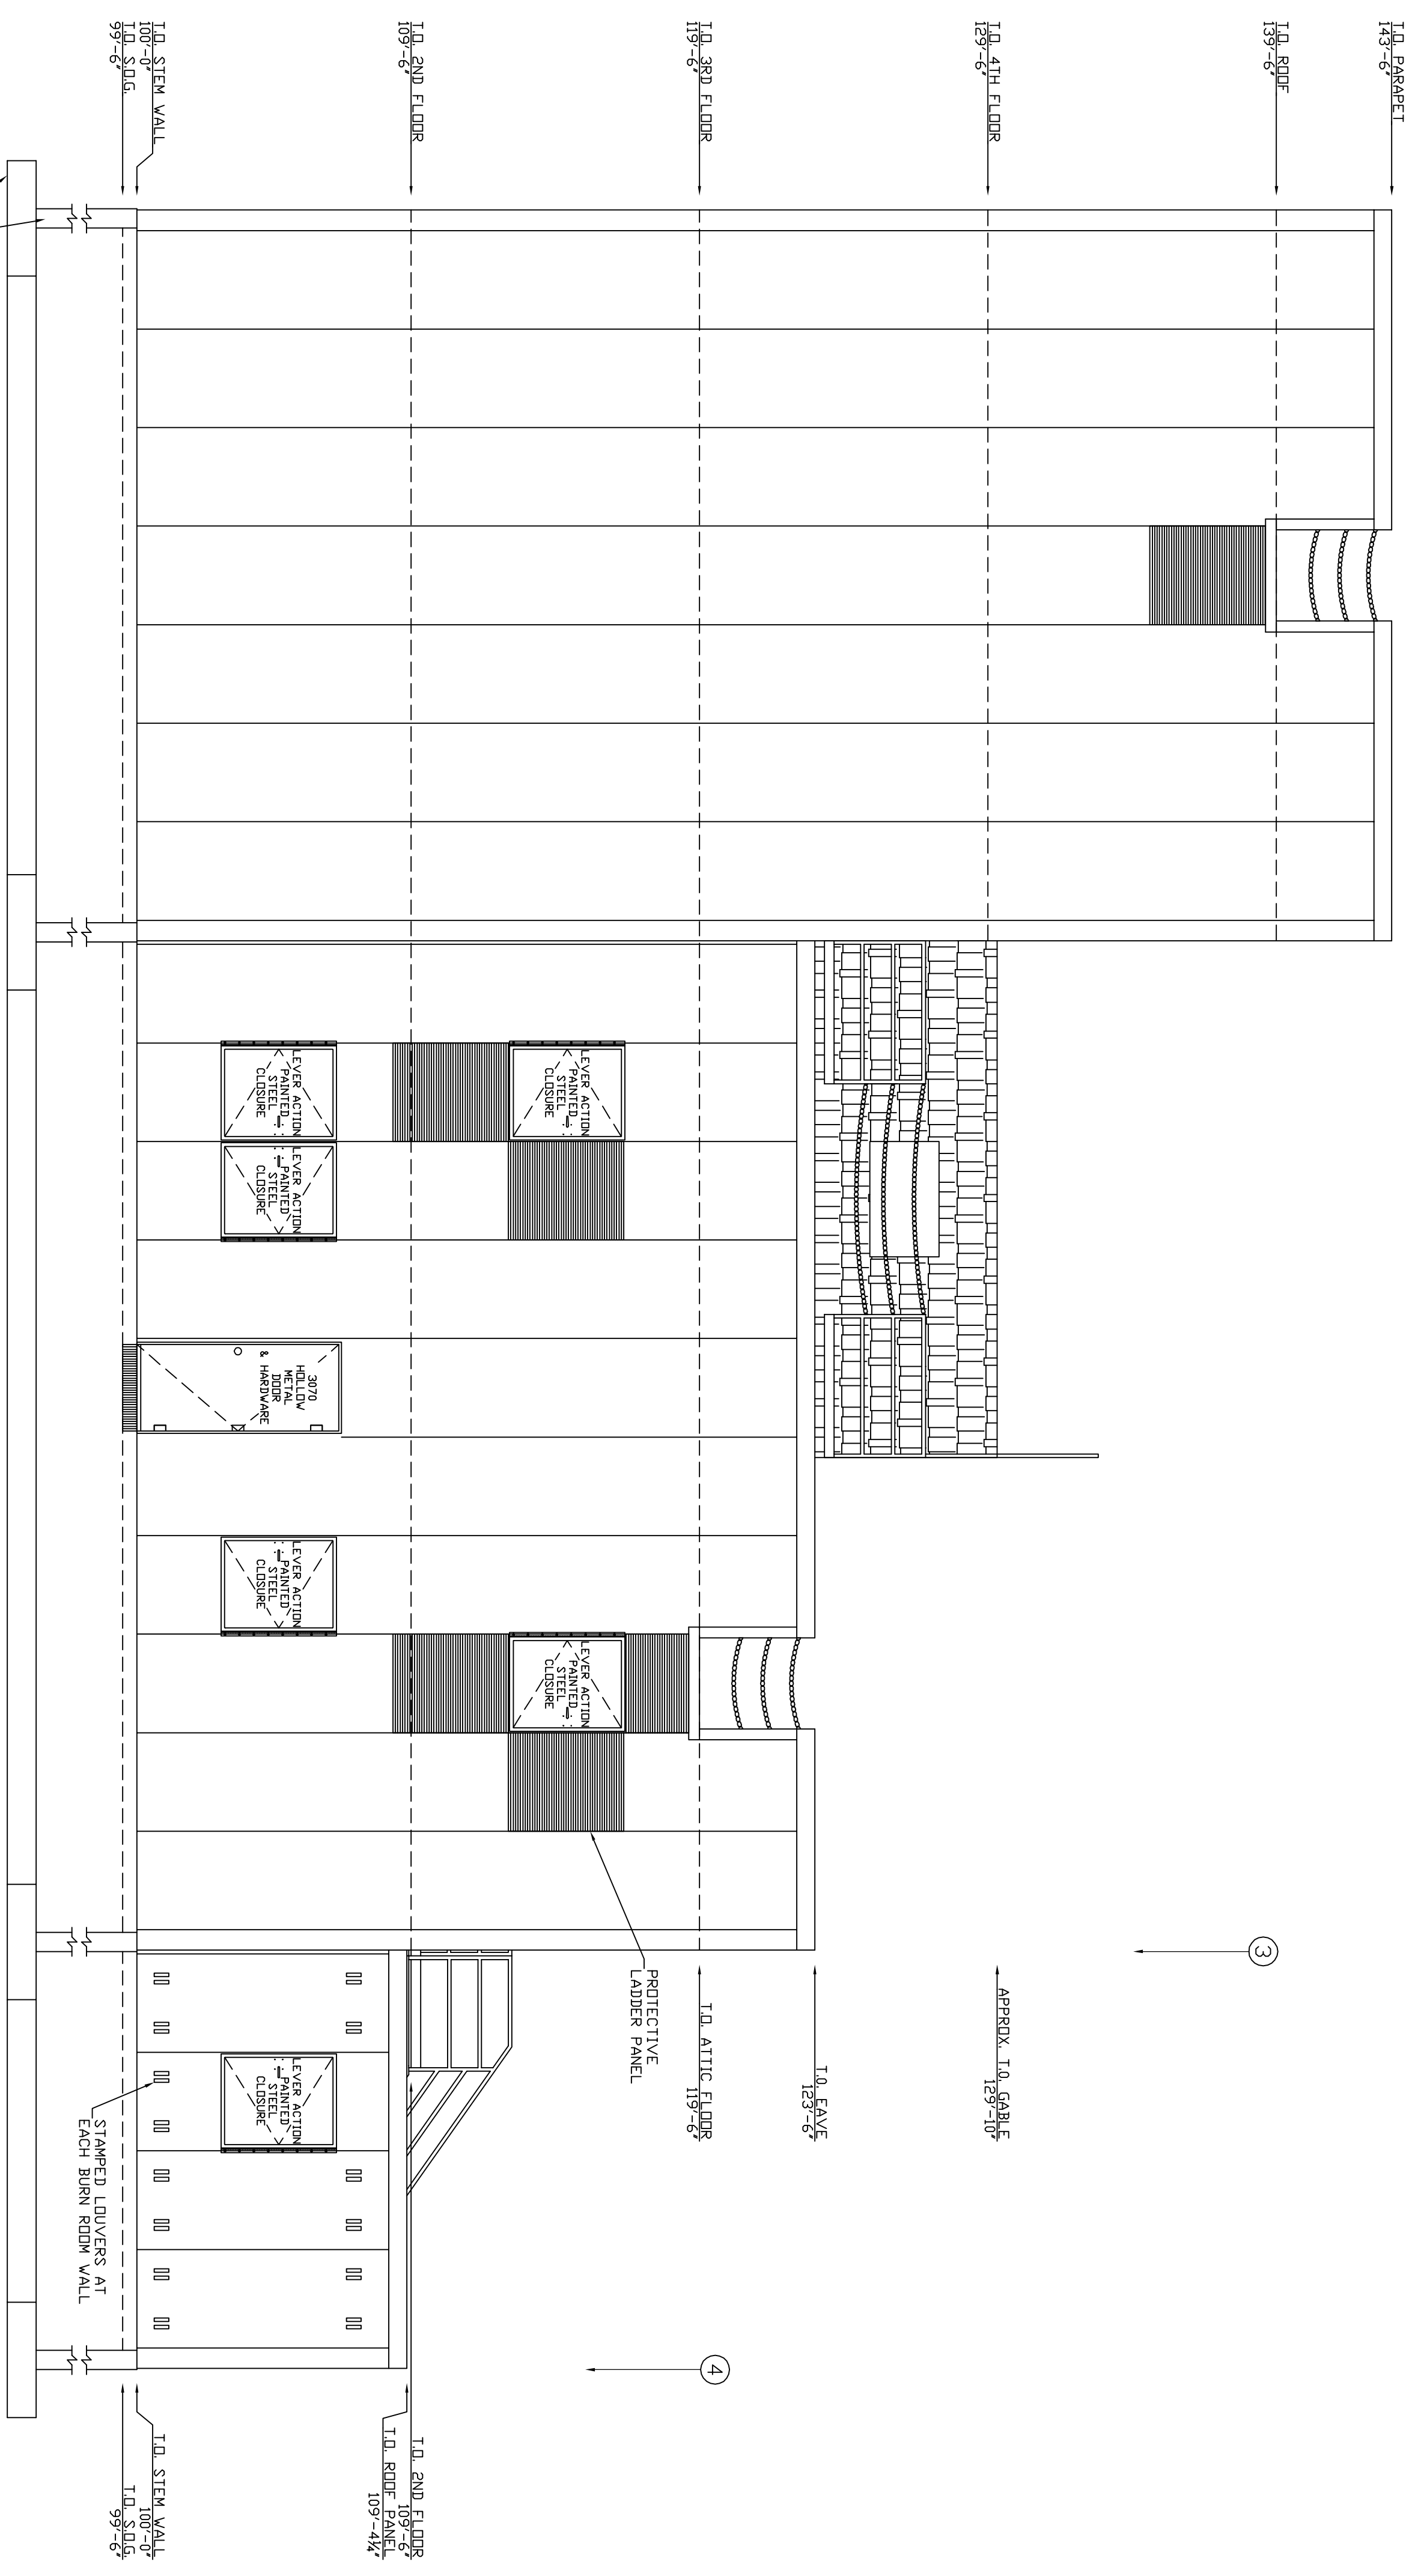 T.O. PARAPET
143'-6"
T.O. ROOF
139'-6"
T.O. 4TH FLOOR
129'-6"
T.O. 3RD FLOOR
119'-6"
T.O. 2ND FLOOR
109'-6"
T.O. STEM WALL
100'-0"
T.O. S.O.G.
99'-6"
LEVER ACTION
PAINTED
STEEL
CLOSURE
LEVER ACTION
PAINTED
STEEL
CLOSURE
LEVER ACTION
PAINTED
STEEL
CLOSURE
3070
HOLLOW
METAL
DOOR
& HARDWARE
LEVER ACTION
PAINTED
STEEL
CLOSURE
LEVER ACTION
PAINTED
STEEL
CLOSURE
PROTECTIVE
LADDER PANEL
3
APPROX. T.O. GABLE
129'-10"
T.O. EAVE
123'-6"
T.O. ATTIC FLOOR
119'-6"
LEVER ACTION
PAINTED
STEEL
CLOSURE
STAMPED LOUVERS AT
EACH BURN ROOM WALL
4
T.O. 2ND FLOOR
109'-6"
T.O. ROOF PANEL
109'-4¼"
T.O. STEM WALL
100'-0"
T.O. S.O.G.
99'-6"